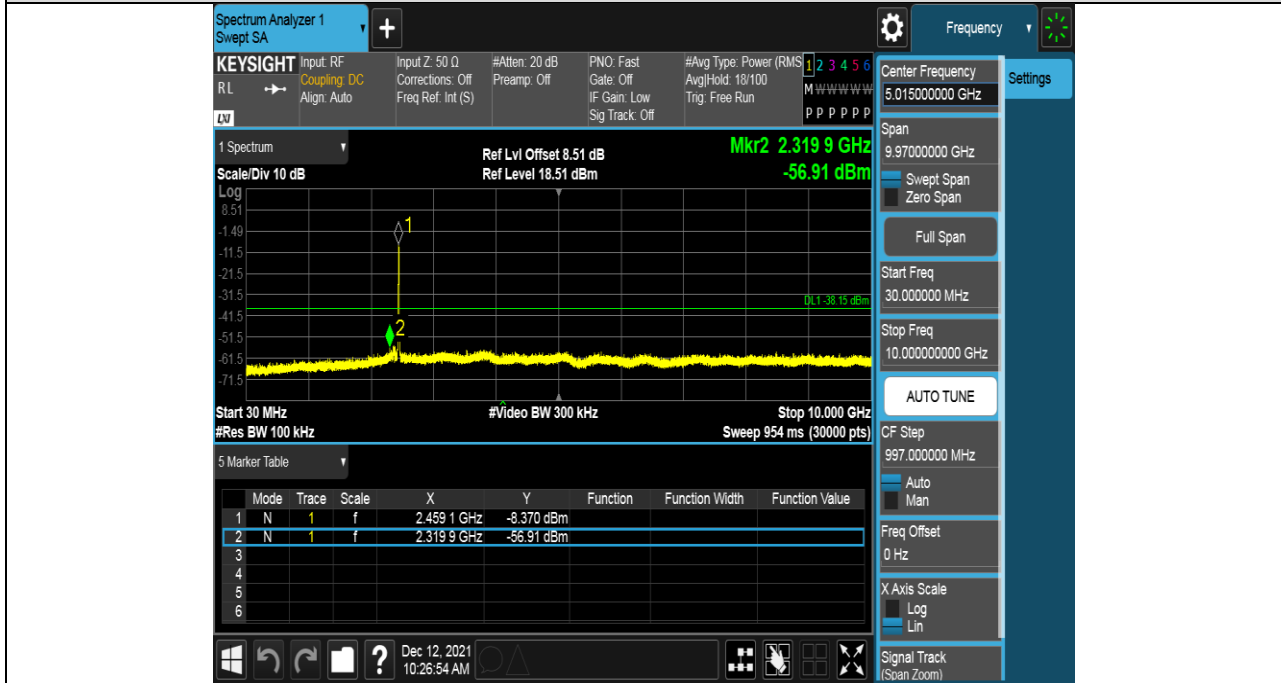 Spectrum Analyzer 1
Swept SA
+
Frequency
KEYSIGHT
RL
LXI
Input: RF
Coupling: DC
Align: Auto
Input Z: 50 Ω
Corrections: Off
Freq Ref: Int (S)
#Atten: 20 dB
Preamp: Off
PNO: Fast
Gate: Off
IF Gain: Low
Sig Track: Off
#Avg Type: Power (RMS
Avg|Hold: 18/100
Trig: Free Run
1 2 3 4 5 6
M W W W W W
P P P P P P
1 Spectrum
Scale/Div 10 dB
Ref Lvl Offset 8.51 dB
Ref Level 18.51 dBm
Mkr2 2.319 9 GHz
-56.91 dBm
Log
8.51
-1.49
-11.5
-21.5
-31.5
-41.5
-51.5
-61.5
-71.5
1
2
DL1 -38.15 dBm
Start 30 MHz
#Video BW 300 kHz
Stop 10.000 GHz
#Res BW 100 kHz
Sweep 954 ms (30000 pts)
5 Marker Table
Mode Trace Scale X Y Function Function Width Function Value
1 N 1 f 2.459 1 GHz -8.370 dBm
2 N 1 f 2.319 9 GHz -56.91 dBm
3
4
5
6
?
Dec 12, 2021
10:26:54 AM
Center Frequency
5.015000000 GHz
Span
9.97000000 GHz
Swept Span
Zero Span
Full Span
Start Freq
30.000000 MHz
Stop Freq
10.000000000 GHz
AUTO TUNE
CF Step
997.000000 MHz
Auto
Man
Freq Offset
0 Hz
X Axis Scale
Log
Lin
Signal Track
(Span Zoom)
Settings